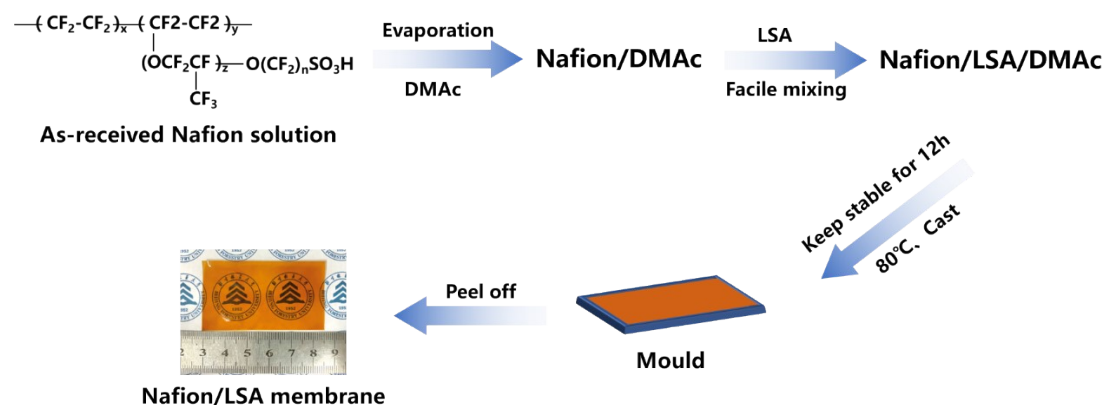 —( CF₂-CF₂ )ₓ—( CF2-CF2 )ᵧ—
(OCF₂CF )z—O(CF₂)ₙSO₃H
CF₃
As-received Nafion solution
Evaporation
DMAc
Nafion/DMAc
LSA
Facile mixing
Nafion/LSA/DMAc
Keep stable for 12h
80℃、Cast
Mould
Peel off
2 3 4 5 6 7 8 9
Nafion/LSA membrane